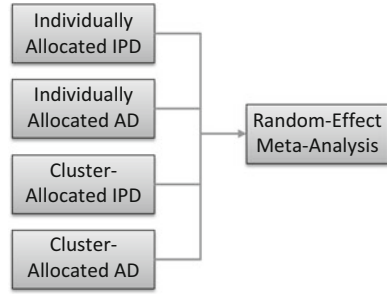 Individually
Allocated IPD
Individually
Allocated AD
Cluster-
Allocated IPD
Cluster-
Allocated AD
Random-Effect
Meta-Analysis